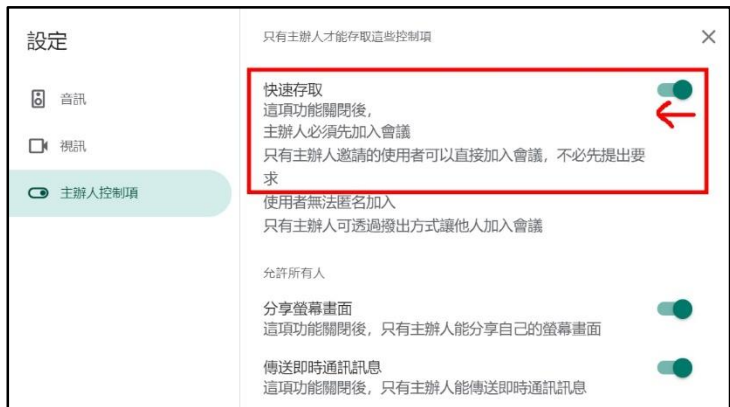 設定
音訊
視訊
主辦人控制項
只有主辦人才能存取這些控制項
快速存取
這項功能關閉後,
主辦人必須先加入會議
只有主辦人邀請的使用者可以直接加入會議, 不必先提出要
求
使用者無法匿名加入
只有主辦人可透過撥出方式讓他人加入會議
允許所有人
分享螢幕畫面
這項功能關閉後, 只有主辦人能分享自己的螢幕畫面
傳送即時通訊訊息
這項功能關閉後, 只有主辦人能傳送即時通訊訊息